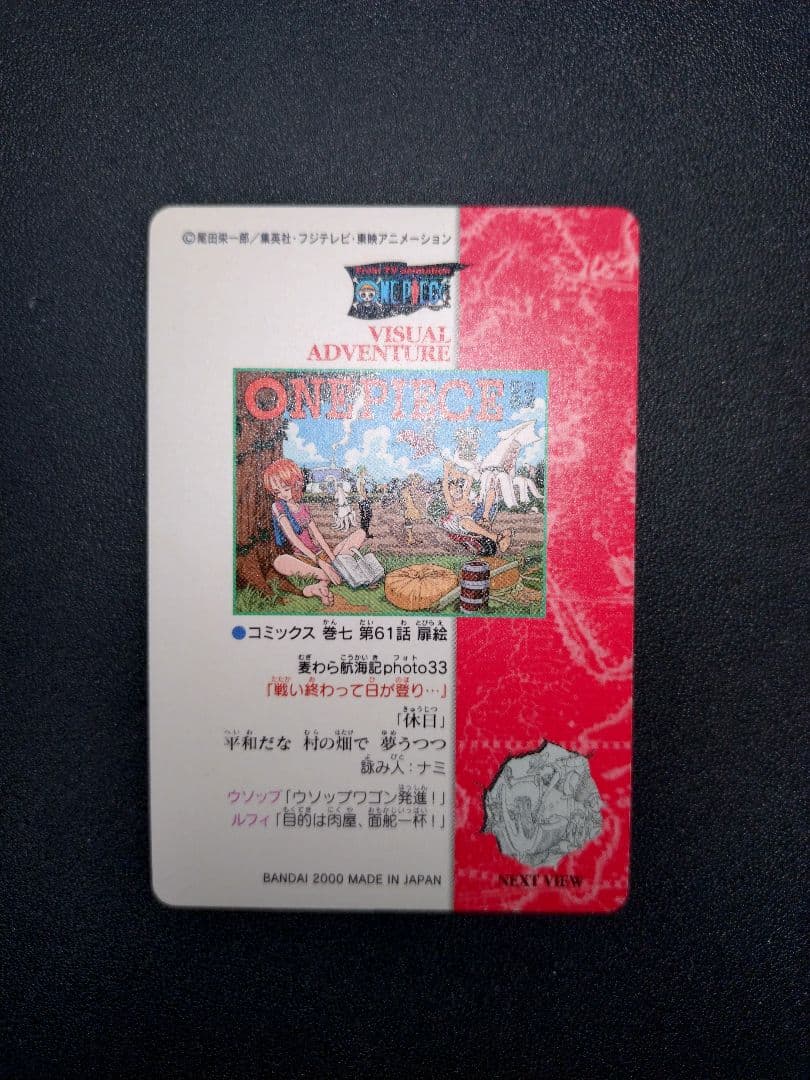 ©尾田栄一郎／集英社・フジテレビ・東映アニメーション
From TV animation
ONE PIECE
VISUAL
ADVENTURE
ONE PIECE
●コミックス 巻七 第61話 扉絵
麦わら航海記photo33
「戦い終わって日が登り…」
「休日」
平和だな 村の畑で 夢うつつ
詠み人：ナミ
ウソップ「ウソップワゴン発進！」
ルフィ「目的は肉屋、面舵一杯！」
BANDAI 2000 MADE IN JAPAN
NEXT VIEW